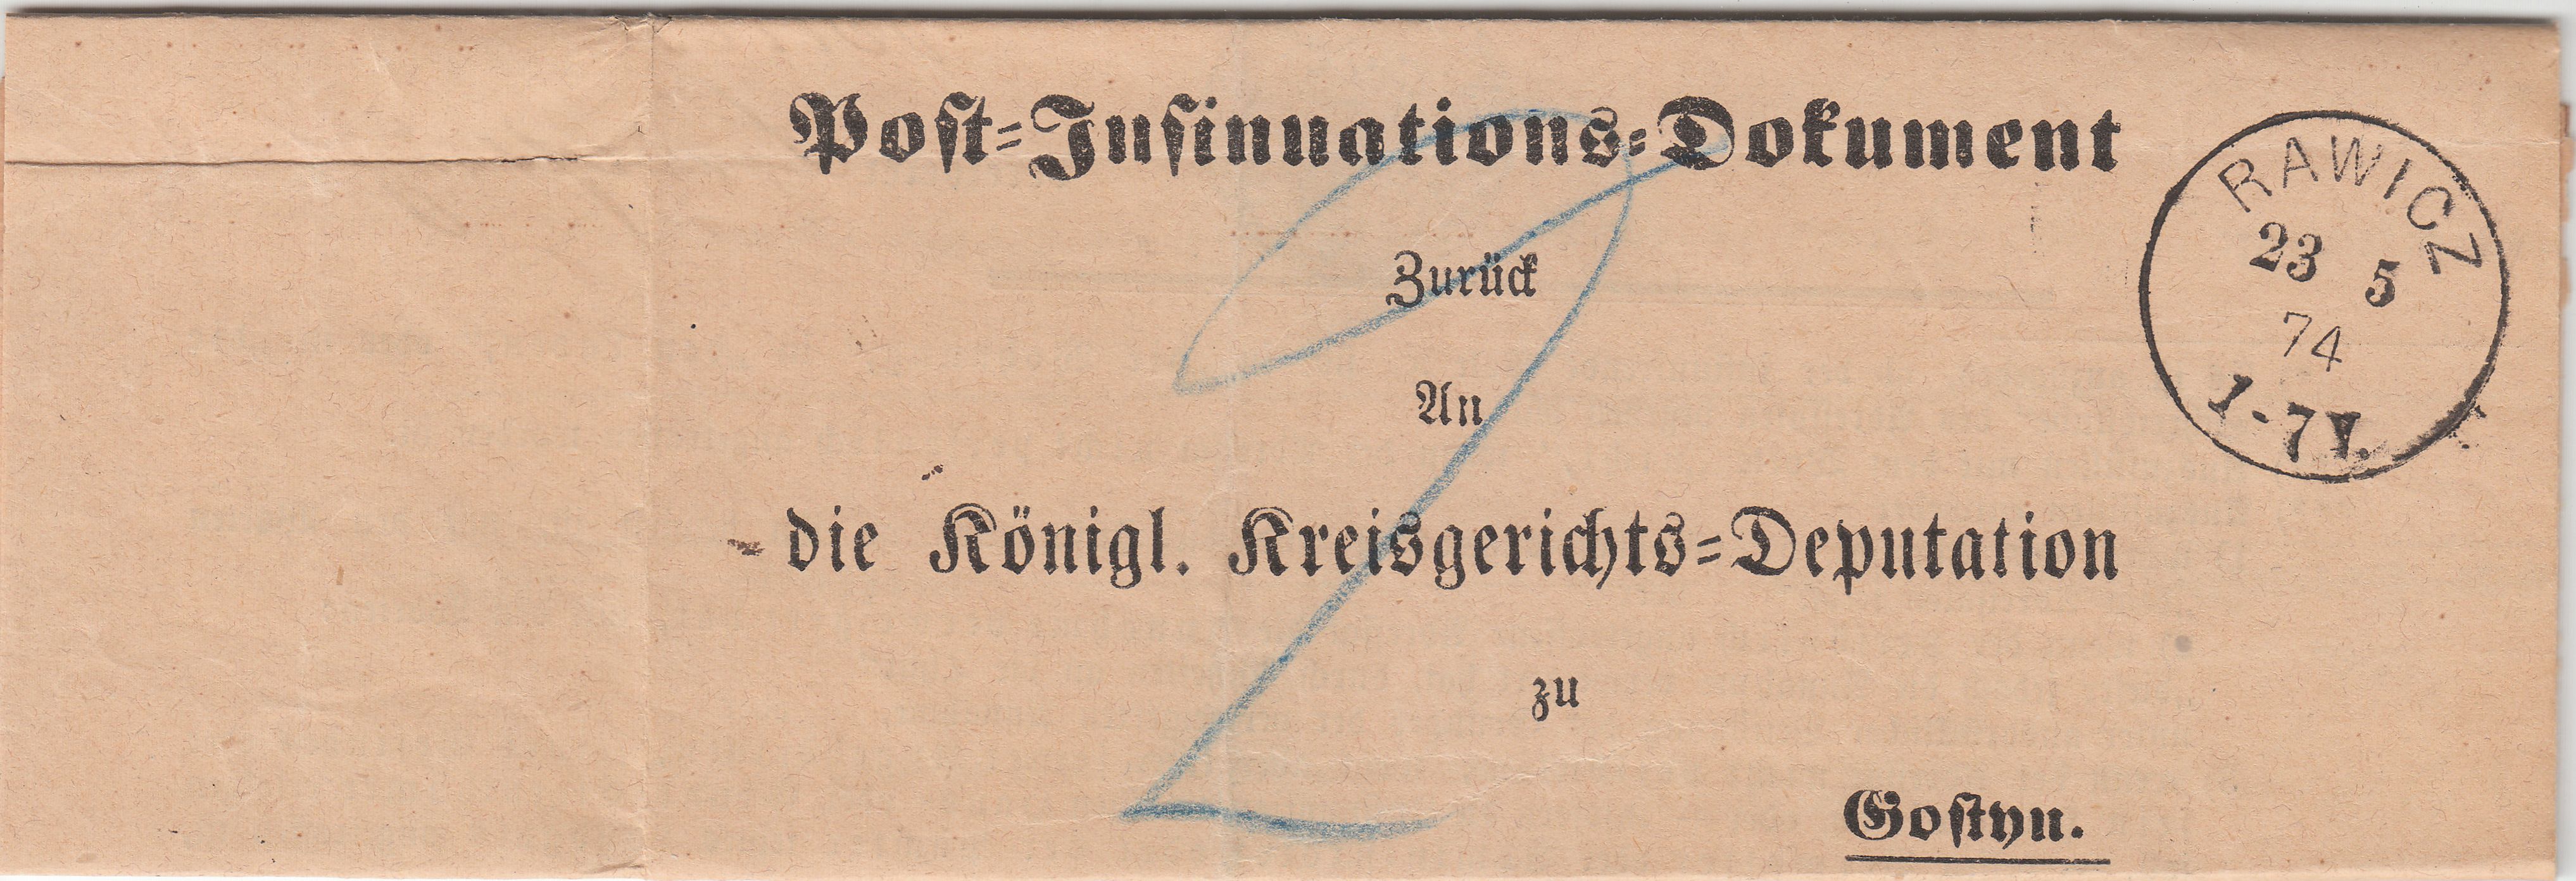 Post-Insinuations-Dokument
Zurück
An
die Königl. Kreisgerichts-Deputation
zu
Gostyn.
RAWICZ
23 5
74
1-7 V.
2